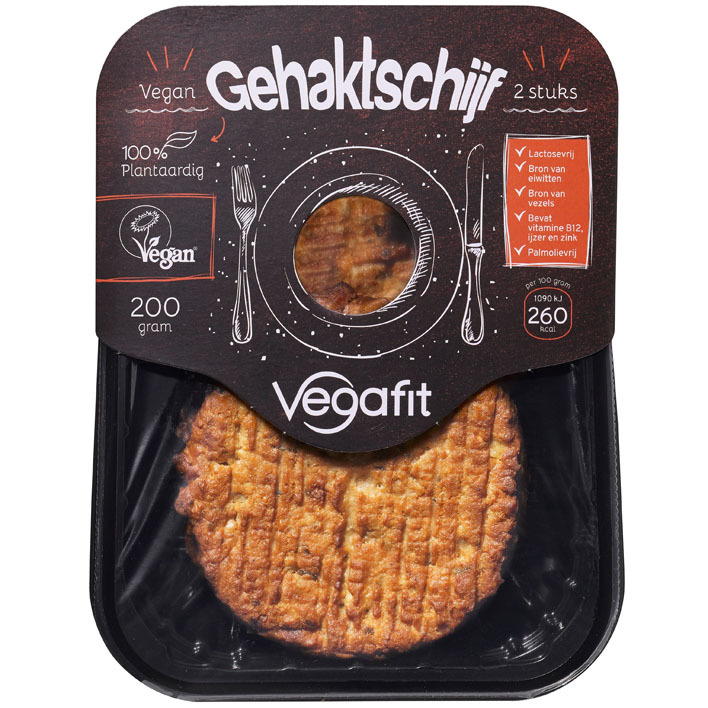 Vegan
Gehaktschijf
2 stuks
100%
Plantaardig
Vegan
200
gram
Lactosevrij
Bron van
eiwitten
Bron van
vezels
Bevat
vitamine B12,
ijzer en zink
Palmolievrij
per 100 gram
1090 kJ
260
kcal
Vegafit